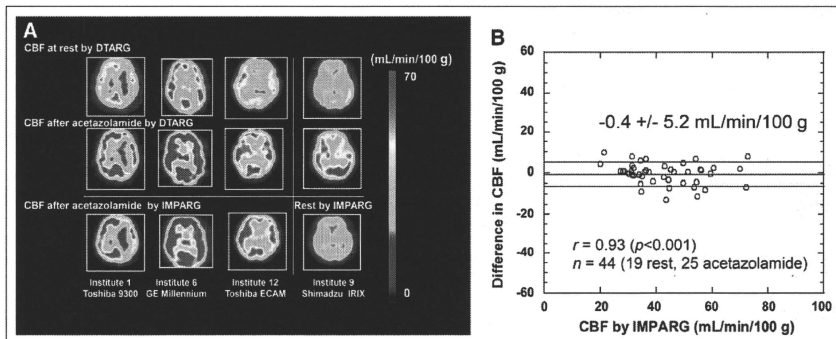 A
CBF at rest by DTARG
(mL/min/100 g)
70
CBF after acetazolamide by DTARG
CBF after acetazolamide by IMPARG
Rest by IMPARG
0
Institute 1
Toshiba 9300
Institute 6
GE Millennium
Institute 12
Toshiba ECAM
Institute 9
Shimadzu IRIX
B
Difference in CBF (mL/min/100 g)
60
40
20
0
-20
-40
-60
-0.4 +/- 5.2 mL/min/100 g
r = 0.93 (p<0.001)
n = 44 (19 rest, 25 acetazolamide)
0
20
40
60
80
100
CBF by IMPARG (mL/min/100 g)